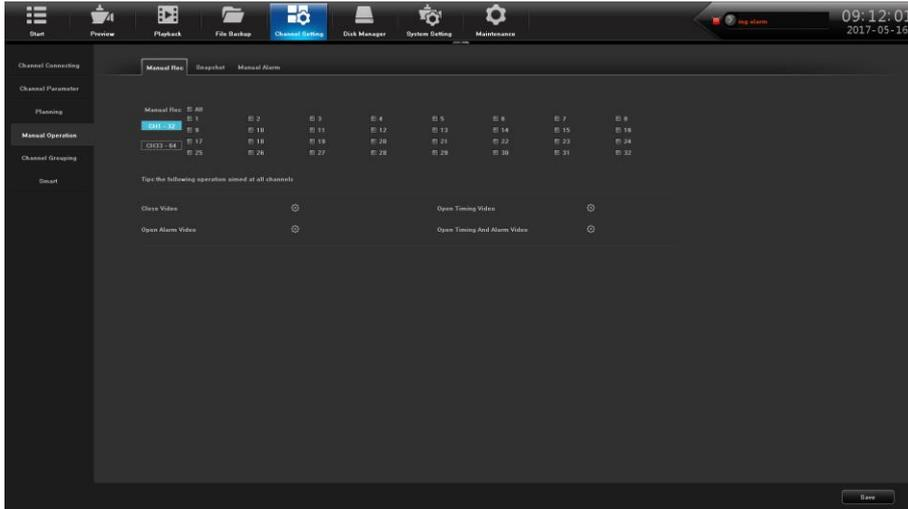 Start Preview Playback File Backup Channel Setting Disk Manager System Setting Maintenance
mg alarm
09:12:01
2017-05-16
Channel Connecting
Channel Parameter
Planning
Manual Operation
Channel Grouping
Smart
Manual Rec Snapshot Manual Alarm
Manual Rec All
CH1 - 32
CH33 - 64
1 2 3 4 5 6 7 8
9 10 11 12 13 14 15 16
17 18 19 20 21 22 23 24
25 26 27 28 29 30 31 32
Tips:the following operation aimed at all channels
Close Video Open Timing Video
Open Alarm Video Open Timing And Alarm Video
Save